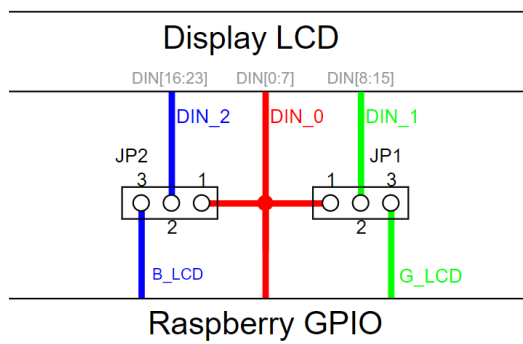 Display LCD
DIN[16:23] DIN[0:7] DIN[8:15]
DIN_2 DIN_0 DIN_1
JP2 JP1
3 1 1 3
2 2
B_LCD G_LCD
Raspberry GPIO